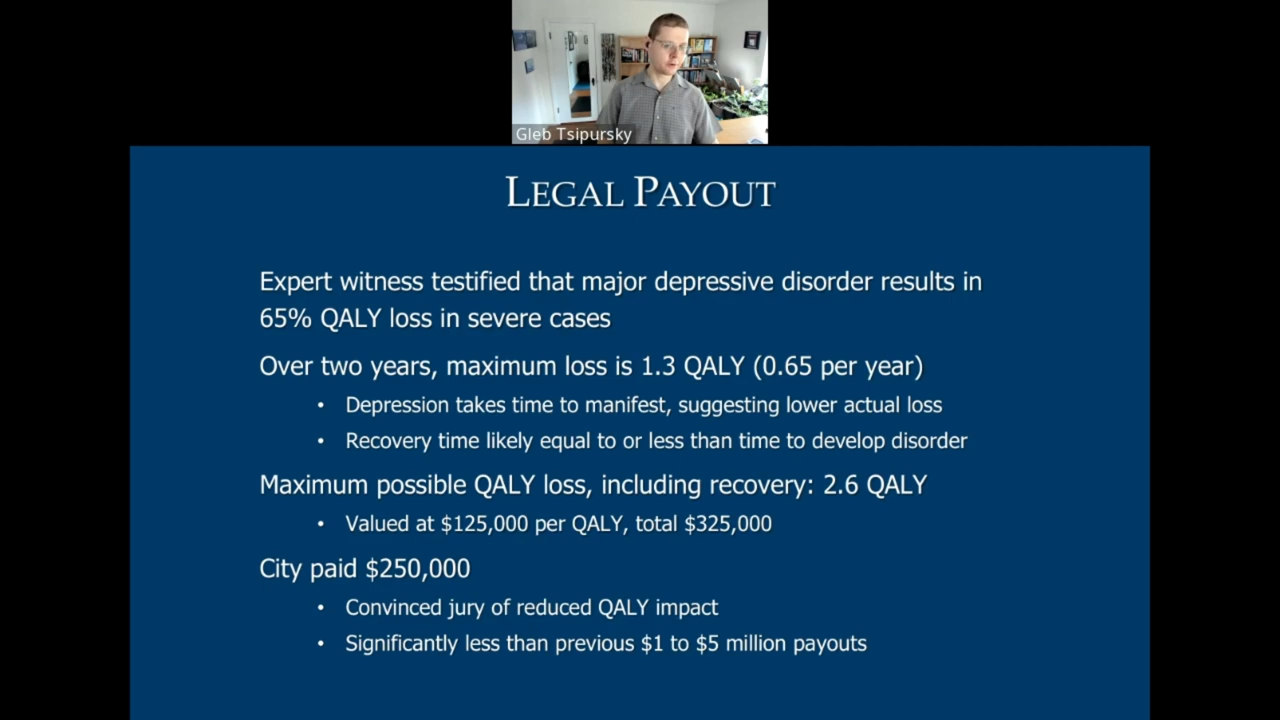 Gleb Tsipursky
LEGAL PAYOUT
Expert witness testified that major depressive disorder results in
65% QALY loss in severe cases
Over two years, maximum loss is 1.3 QALY (0.65 per year)
• Depression takes time to manifest, suggesting lower actual loss
• Recovery time likely equal to or less than time to develop disorder
Maximum possible QALY loss, including recovery: 2.6 QALY
• Valued at $125,000 per QALY, total $325,000
City paid $250,000
• Convinced jury of reduced QALY impact
• Significantly less than previous $1 to $5 million payouts